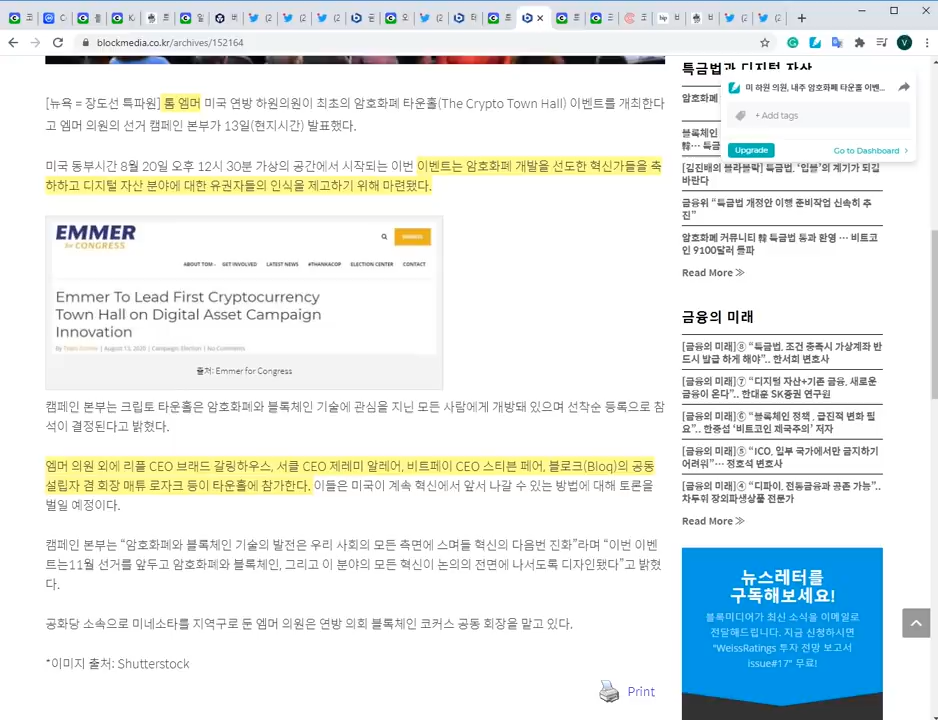 blockmedia.co.kr/archives/152164
[뉴욕 = 장도선 특파원] 톰 엠머 미국 연방 하원의원이 최초의 암호화폐 타운홀(The Crypto Town Hall) 이벤트를 개최한다
고 엠머 의원의 선거 캠페인 본부가 13일(현지시간) 발표했다.
미국 동부시간 8월 20일 오후 12시 30분 가상의 공간에서 시작되는 이번 이벤트는 암호화폐 개발을 선도한 혁신가들을 축
하하고 디지털 자산 분야에 대한 유권자들의 인식을 제고하기 위해 마련됐다.
EMMER
for CONGRESS
ABOUT TOM
GET INVOLVED
LATEST NEWS
#THANKACOP
ELECTION CENTER
CONTACT
Emmer To Lead First Cryptocurrency
Town Hall on Digital Asset Campaign
Innovation
| August 13, 2020 | Campaign: Election | No Comments
출처: Emmer for Congress
캠페인 본부는 크립토 타운홀은 암호화폐와 블록체인 기술에 관심을 지닌 모든 사람에게 개방돼 있으며 선착순 등록으로 참
석이 결정된다고 밝혔다.
엠머 의원 외에 리플 CEO 브래드 갈링하우스, 서클 CEO 제레미 알레어, 비트페이 CEO 스티븐 페어, 블로크(Bloq)의 공동
설립자 겸 회장 매튜 로자크 등이 타운홀에 참가한다. 이들은 미국이 계속 혁신에서 앞서 나갈 수 있는 방법에 대해 토론을
벌일 예정이다.
캠페인 본부는 “암호화폐와 블록체인 기술의 발전은 우리 사회의 모든 측면에 스며들 혁신의 다음번 진화”라며 “이번 이벤
트는11월 선거를 앞두고 암호화폐와 블록체인, 그리고 이 분야의 모든 혁신이 논의의 전면에 나서도록 디자인됐다”고 밝혔
다.
공화당 소속으로 미네소타를 지역구로 둔 엠머 의원은 연방 의회 블록체인 코커스 공동 회장을 맡고 있다.
*이미지 출처: Shutterstock
Print
특금법과 디지털 자산
미 하원 의원, 내주 암호화폐 타운홀 이벤...
+ Add tags
Upgrade
Go to Dashboard
암호화폐
블록체인
韓… 특금
[김진배의 블라블락] 특금법, ‘입틀’의 계기가 되길
바란다
금융위 “특금법 개정안 이행 준비작업 신속히 추
진”
암호화폐 커뮤니티 韓 특금법 통과 환영 … 비트코
인 9100달러 돌파
Read More ≫
금융의 미래
[금융의 미래]⑧ “특금법, 조건 충족시 가상계좌 반
드시 발급 하게 해야”.. 한서희 변호사
[금융의 미래]⑦ “디지털 자산+기존 금융, 새로운
금융이 온다”.. 한대훈 SK증권 연구원
[금융의 미래]⑥ “블록체인 정책 , 급진적 변화 필
요”.. 한중섭 ‘비트코인 제국주의’ 저자
[금융의 미래]⑤ “ICO, 일부 국가에서만 금지하기
어려워”… 정호석 변호사
[금융의 미래]④ “디파이, 전통금융과 공존 가능”..
차두휘 장외파생상품 전문가
Read More ≫
뉴스레터를
구독해보세요!
블록미디어가 최신 소식을 이메일로
전달해드립니다. 지금 신청하시면
"WeissRatings 투자 전망 보고서
issue#17" 무료!